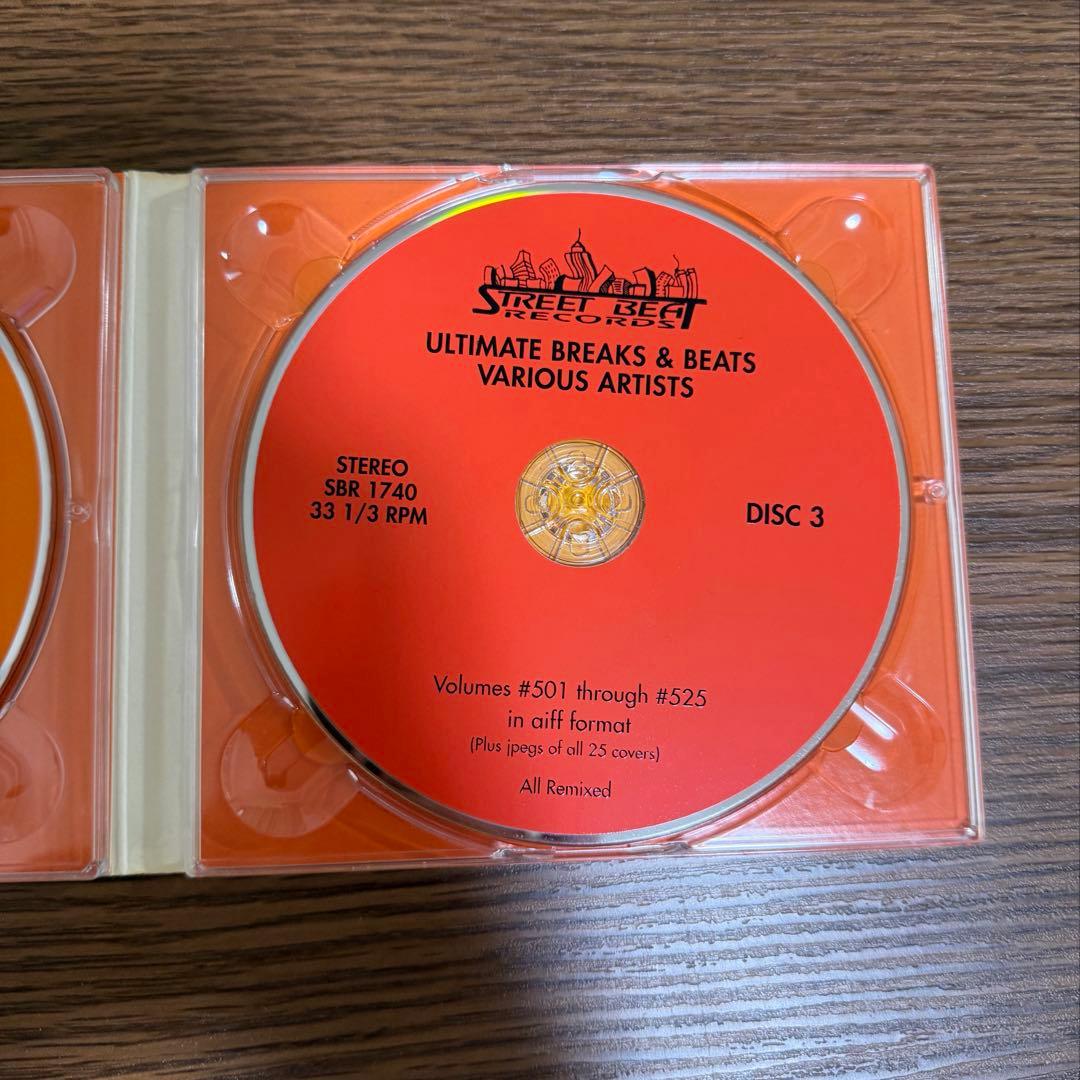 STREET BEAT
RECORDS
ULTIMATE BREAKS & BEATS
VARIOUS ARTISTS
STEREO
SBR 1740
33 1/3 RPM
DISC 3
Volumes #501 through #525
in aiff format
(Plus jpegs of all 25 covers)
All Remixed